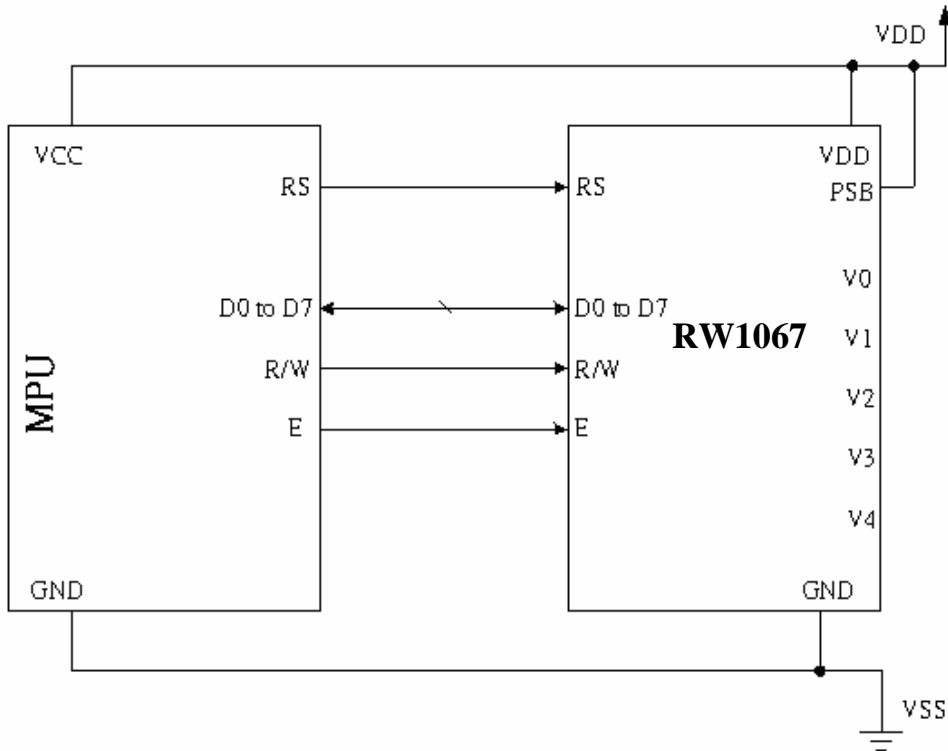 VDD
VCC
VDD
RS
RS
PSB
V0
D0 to D7
D0 to D7
RW1067
V1
MPU
R/W
R/W
V2
E
E
V3
V4
GND
GND
VSS